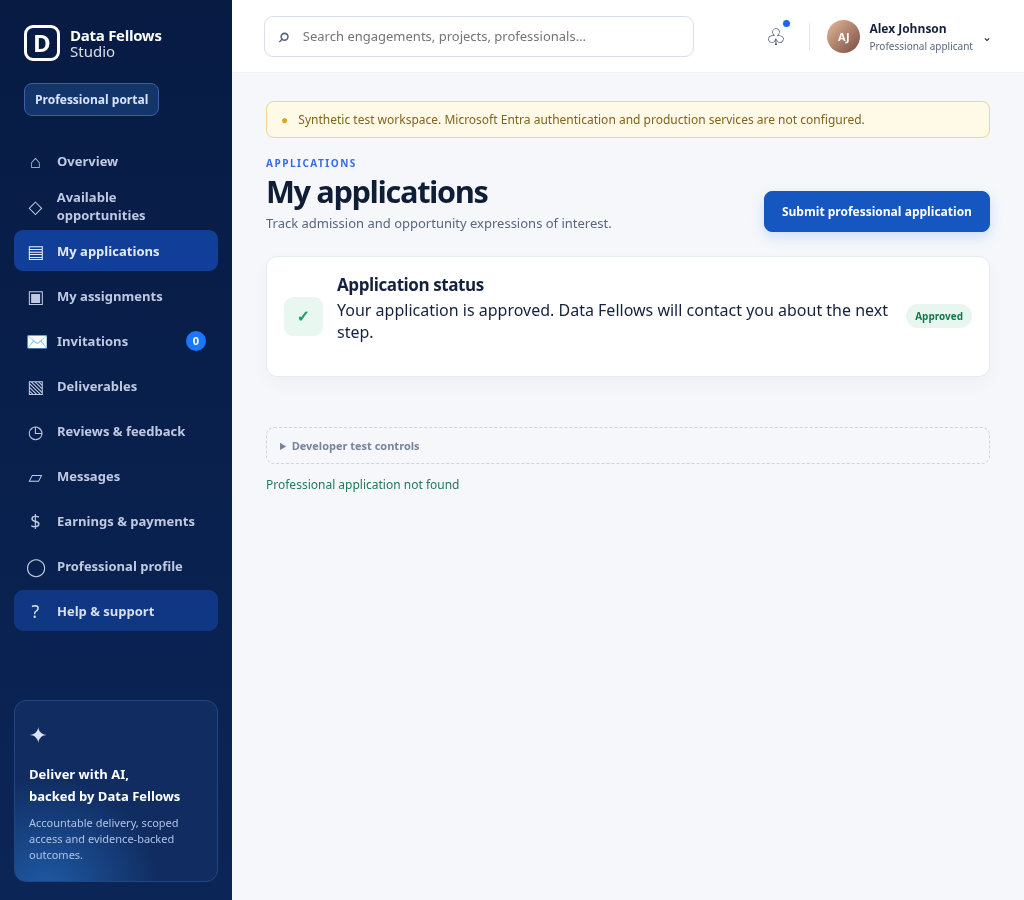 D
Data Fellows
Studio
Professional portal
Overview
Available
opportunities
My applications
My assignments
Invitations 0
Deliverables
Reviews & feedback
Messages
$ Earnings & payments
Professional profile
? Help & support
Deliver with AI,
backed by Data Fellows
Accountable delivery, scoped
access and evidence-backed
outcomes.
Search engagements, projects, professionals...
AJ
Alex Johnson
Professional applicant
Synthetic test workspace. Microsoft Entra authentication and production services are not configured.
APPLICATIONS
My applications
Track admission and opportunity expressions of interest.
Submit professional application
Application status
Your application is approved. Data Fellows will contact you about the next
step.
Approved
Developer test controls
Professional application not found